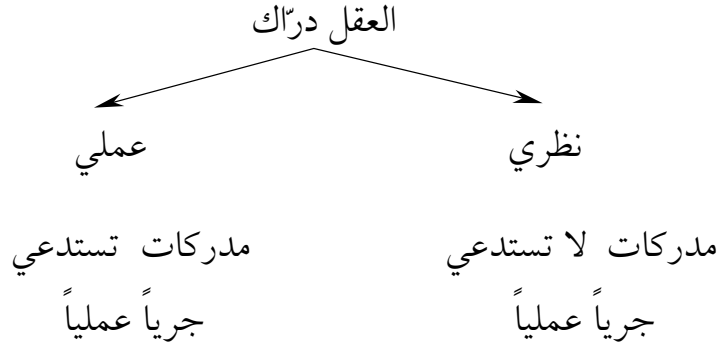 العقل درّاك
نظري
عملي
مدركات لا تستدعي
جرياً عملياً
مدركات تستدعي
جرياً عملياً